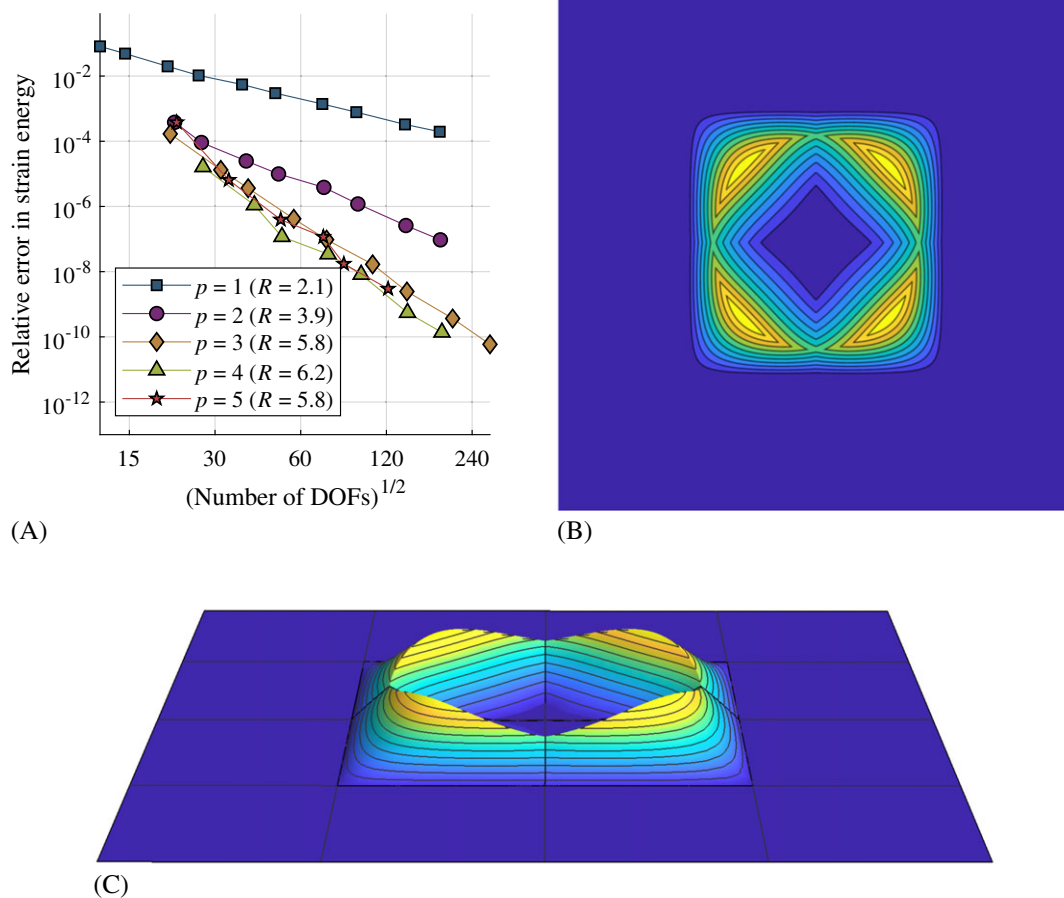 Relative error in strain energy
10^-2
10^-4
10^-6
10^-8
10^-10
10^-12
p = 1 (R = 2.1)
p = 2 (R = 3.9)
p = 3 (R = 5.8)
p = 4 (R = 6.2)
p = 5 (R = 5.8)
15 30 60 120 240
(Number of DOFs)^1/2
(A)
(B)
(C)